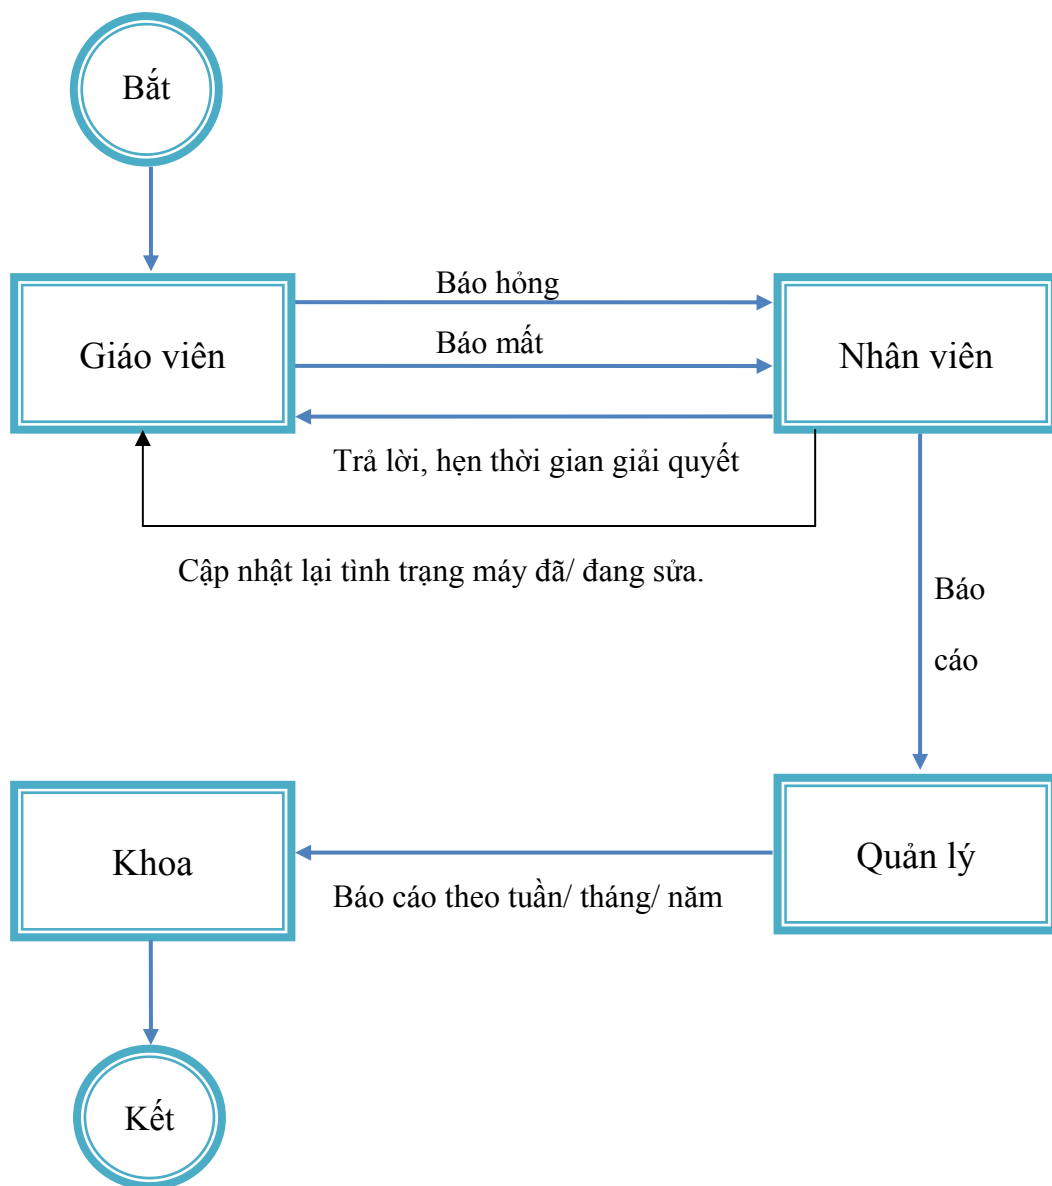 Bắt
Báo hỏng
Giáo viên
Báo mất
Nhân viên
Trả lời, hẹn thời gian giải quyết
Cập nhật lại tình trạng máy đã/ đang sửa.
Báo
cáo
Khoa
Quản lý
Báo cáo theo tuần/ tháng/ năm
Kết